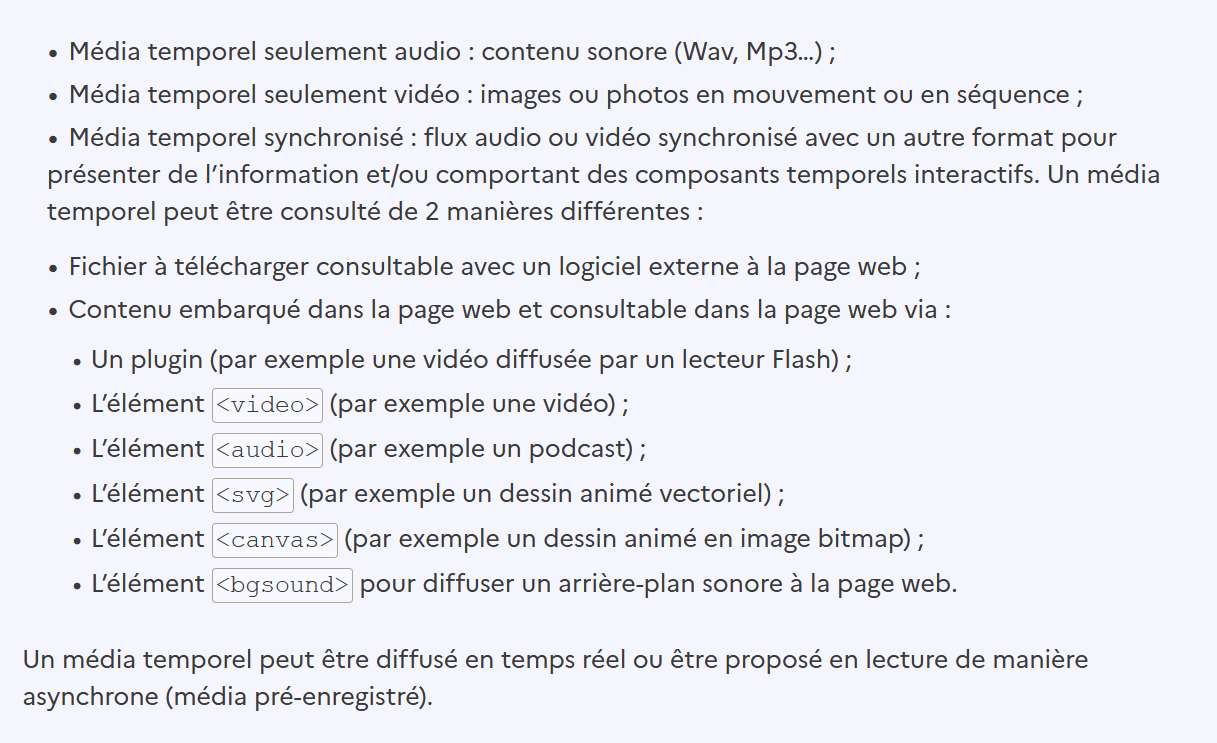 • Média temporel seulement audio : contenu sonore (Wav, Mp3…) ;
• Média temporel seulement vidéo : images ou photos en mouvement ou en séquence ;
• Média temporel synchronisé : flux audio ou vidéo synchronisé avec un autre format pour
présenter de l’information et/ou comportant des composants temporels interactifs. Un média
temporel peut être consulté de 2 manières différentes :
• Fichier à télécharger consultable avec un logiciel externe à la page web ;
• Contenu embarqué dans la page web et consultable dans la page web via :
• Un plugin (par exemple une vidéo diffusée par un lecteur Flash) ;
• L’élément <video> (par exemple une vidéo) ;
• L’élément <audio> (par exemple un podcast) ;
• L’élément <svg> (par exemple un dessin animé vectoriel) ;
• L’élément <canvas> (par exemple un dessin animé en image bitmap) ;
• L’élément <bgsound> pour diffuser un arrière-plan sonore à la page web.
Un média temporel peut être diffusé en temps réel ou être proposé en lecture de manière
asynchrone (média pré-enregistré).